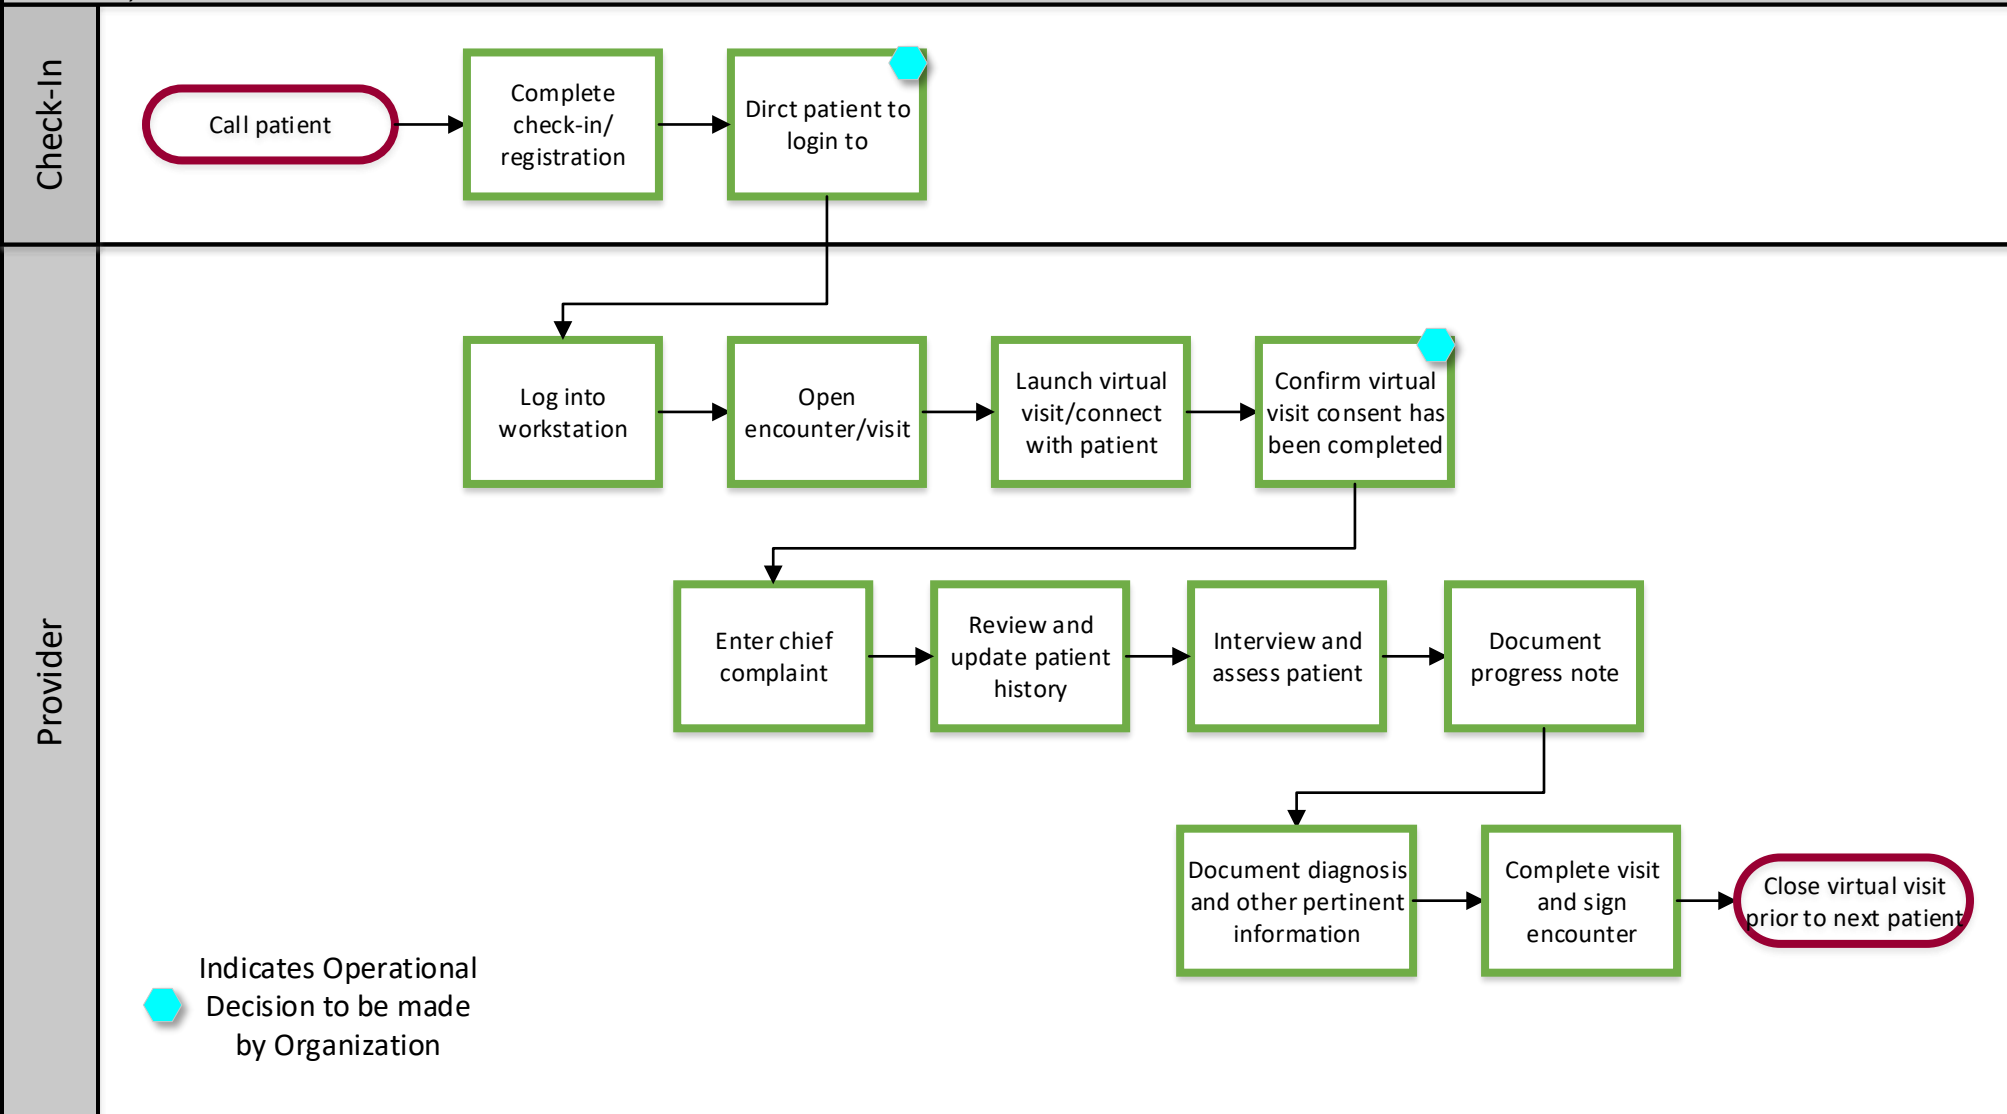 Check-In
Call patient
Complete
check-in/
registration
Dirct patient to
login to
Provider
Log into
workstation
Open
encounter/visit
Launch virtual
visit/connect
with patient
Confirm virtual
visit consent has
been completed
Enter chief
complaint
Review and
update patient
history
Interview and
assess patient
Document
progress note
Document diagnosis
and other pertinent
information
Complete visit
and sign
encounter
Close virtual visit
prior to next patient
Indicates Operational
Decision to be made
by Organization